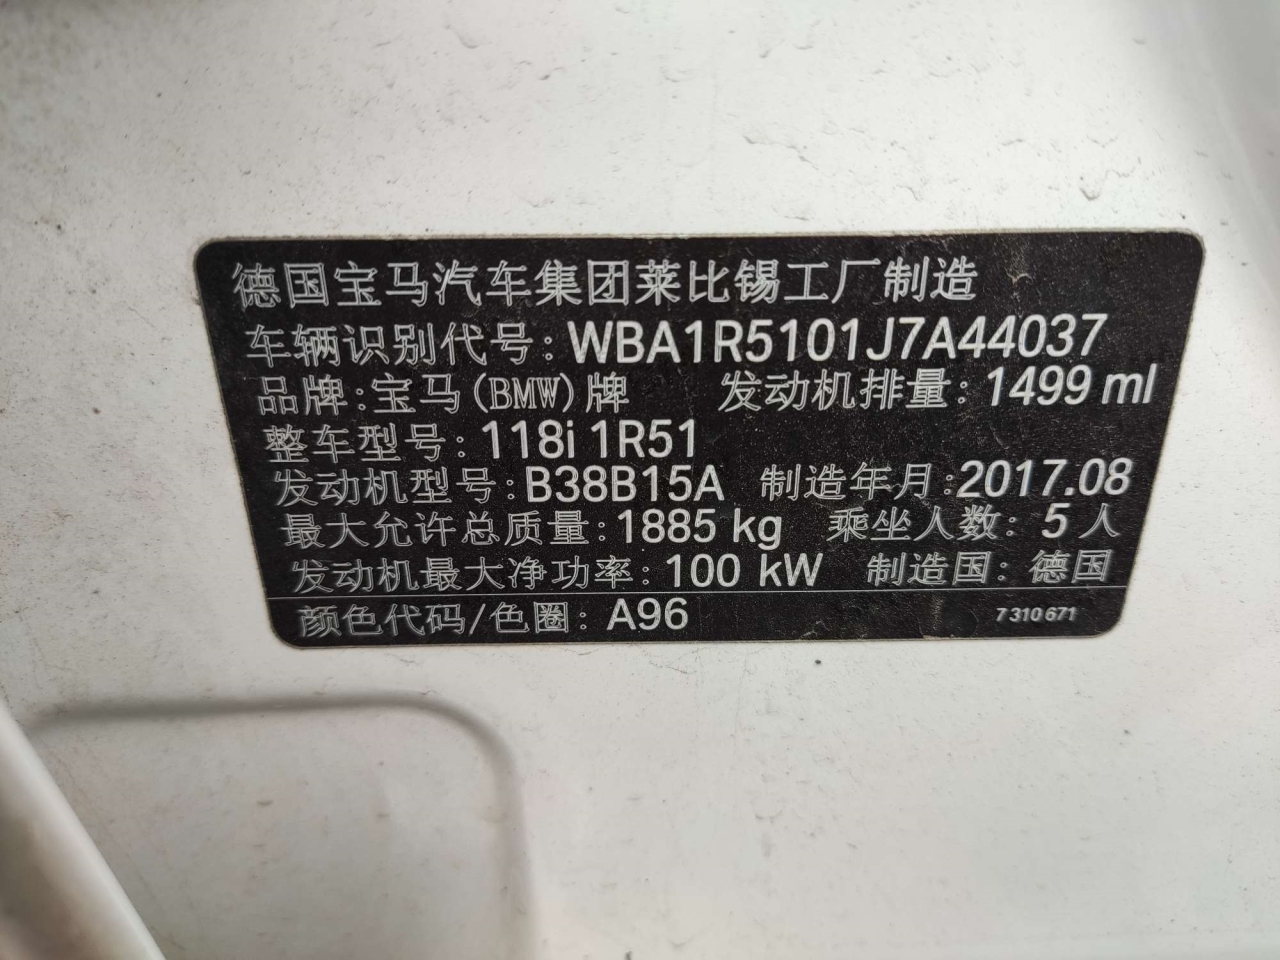 德国宝马汽车集团莱比锡工厂制造
车辆识别代号: WBA1R5101J7A44037
品牌:宝马(BMW)牌 发动机排量: 1499 ml
整车型号: 118i 1R51
发动机型号: B38B15A 制造年月:2017.08
最大允许总质量: 1885 kg 乘坐人数: 5 人
发动机最大净功率: 100 kW 制造国: 德国
颜色代码/色圈: A96 7 310 671